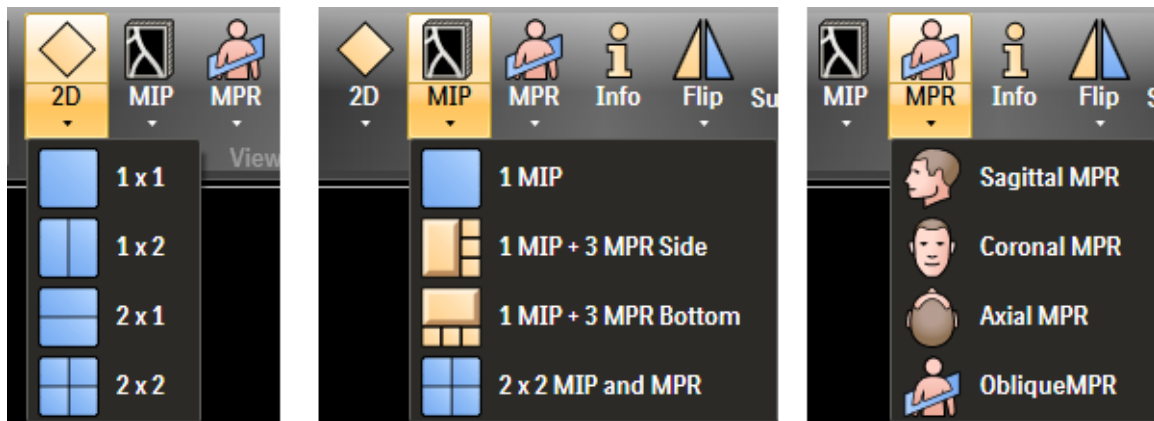 2D MIP MPR
View
1 x 1
1 x 2
2 x 1
2 x 2
2D MIP MPR Info Flip Su
1 MIP
1 MIP + 3 MPR Side
1 MIP + 3 MPR Bottom
2 x 2 MIP and MPR
MIP MPR Info Flip S
Sagittal MPR
Coronal MPR
Axial MPR
ObliqueMPR